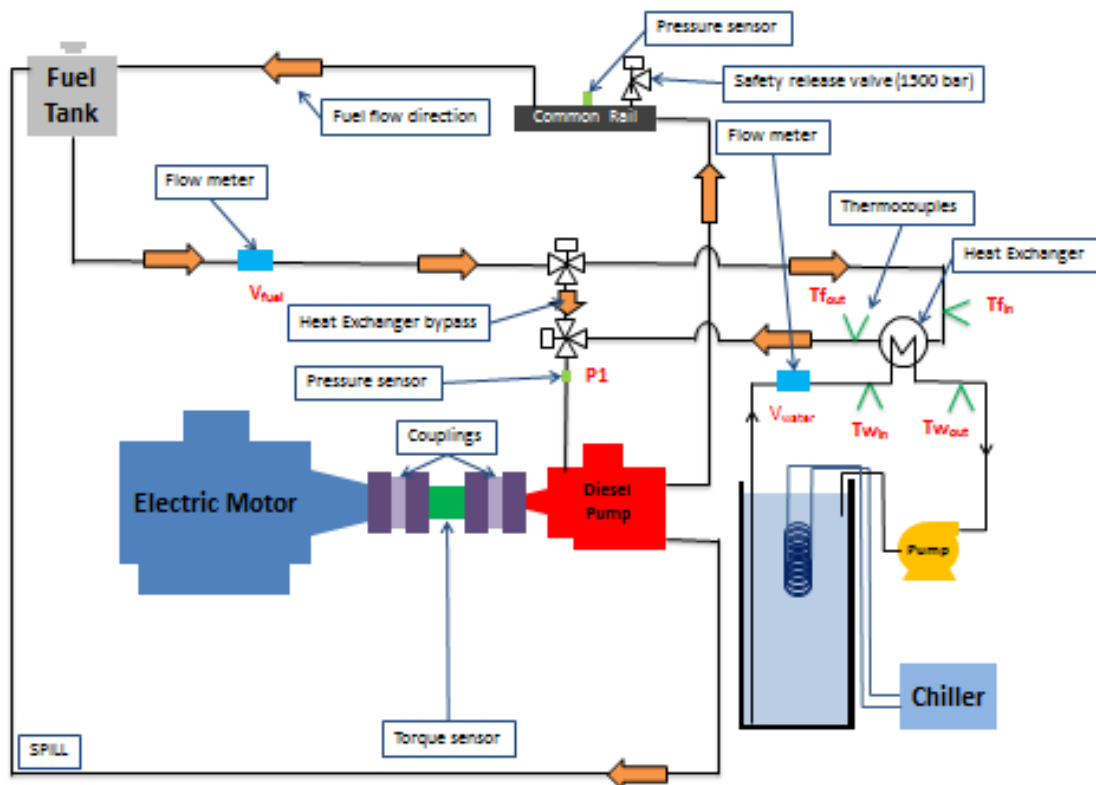 Pressure sensor
Safety release valve (1300 bar)
Fuel
Tank
Fuel flow direction
Common Rail
Flow meter
Flow meter
Thermocouples
Heat Exchanger
Vfuel
Tfout
Tfin
Heat Exchanger bypass
Pressure sensor
P1
Vwater
Twin
Twout
Couplings
Electric Motor
Diesel
Pump
Pump
Chiller
Torque sensor
SPILL